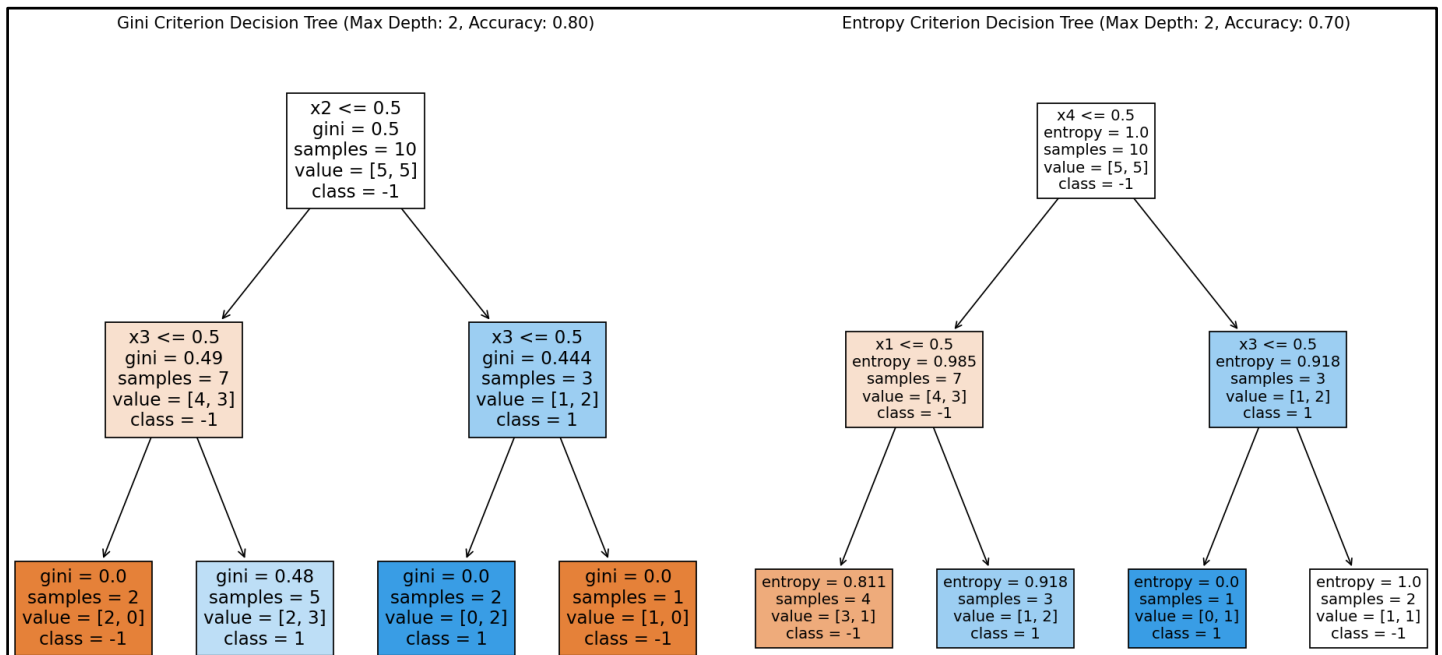 Gini Criterion Decision Tree (Max Depth: 2, Accuracy: 0.80)
x2 <= 0.5
gini = 0.5
samples = 10
value = [5, 5]
class = -1
x3 <= 0.5
gini = 0.49
samples = 7
value = [4, 3]
class = -1
x3 <= 0.5
gini = 0.444
samples = 3
value = [1, 2]
class = 1
gini = 0.0
samples = 2
value = [2, 0]
class = -1
gini = 0.48
samples = 5
value = [2, 3]
class = 1
gini = 0.0
samples = 2
value = [0, 2]
class = 1
gini = 0.0
samples = 1
value = [1, 0]
class = -1
Entropy Criterion Decision Tree (Max Depth: 2, Accuracy: 0.70)
x4 <= 0.5
entropy = 1.0
samples = 10
value = [5, 5]
class = -1
x1 <= 0.5
entropy = 0.985
samples = 7
value = [4, 3]
class = -1
x3 <= 0.5
entropy = 0.918
samples = 3
value = [1, 2]
class = 1
entropy = 0.811
samples = 4
value = [3, 1]
class = -1
entropy = 0.918
samples = 3
value = [1, 2]
class = 1
entropy = 0.0
samples = 1
value = [0, 1]
class = 1
entropy = 1.0
samples = 2
value = [1, 1]
class = -1